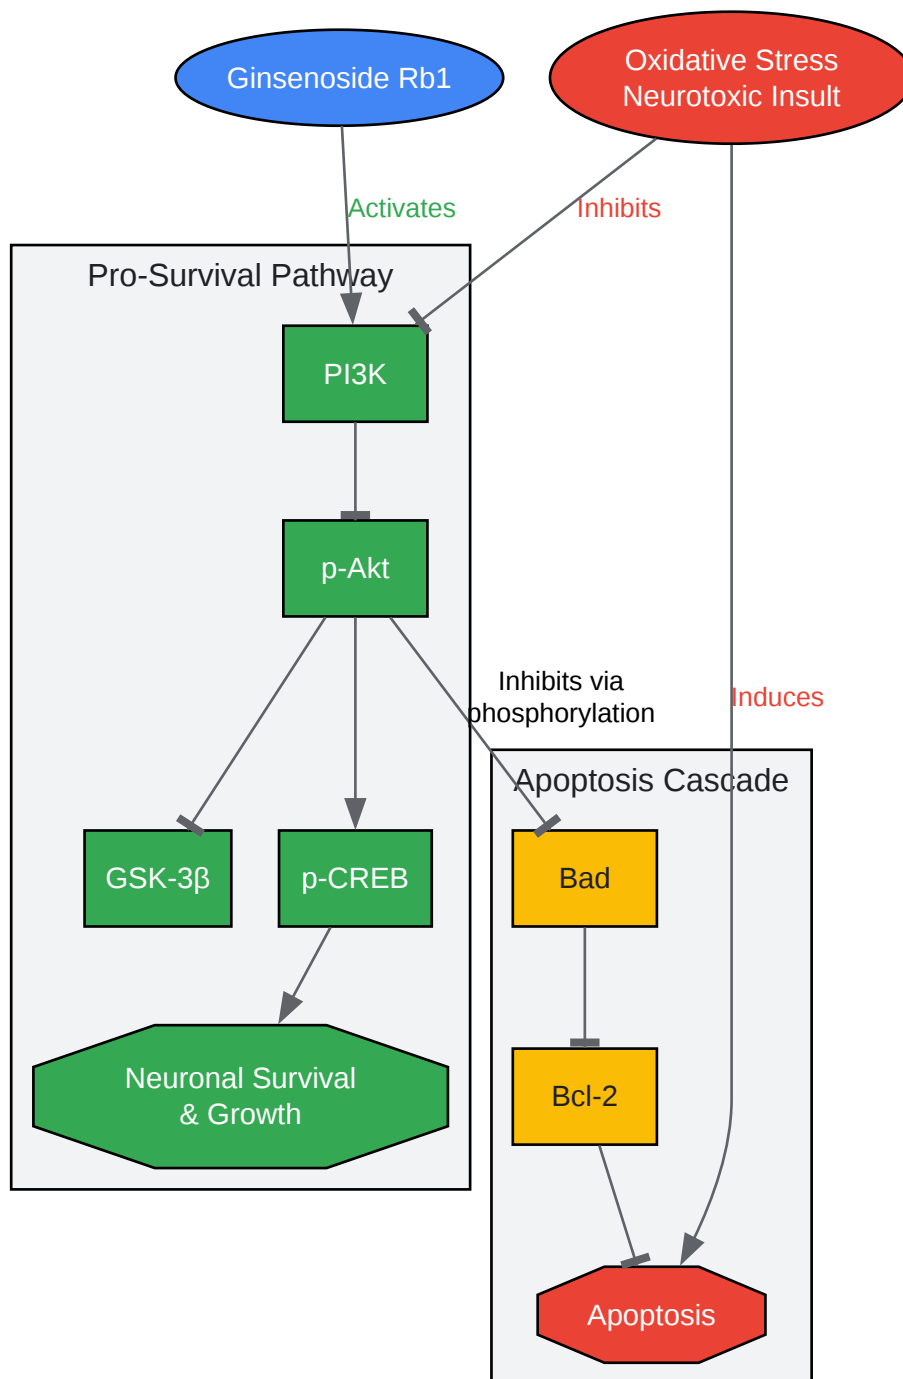 Ginsenoside Rb1
Oxidative Stress
Neurotoxic Insult
Activates
Inhibits
Pro-Survival Pathway
PI3K
p-Akt
Inhibits via
phosphorylation
Induces
Apoptosis Cascade
GSK-3β
p-CREB
Bad
Neuronal Survival
& Growth
Bcl-2
Apoptosis